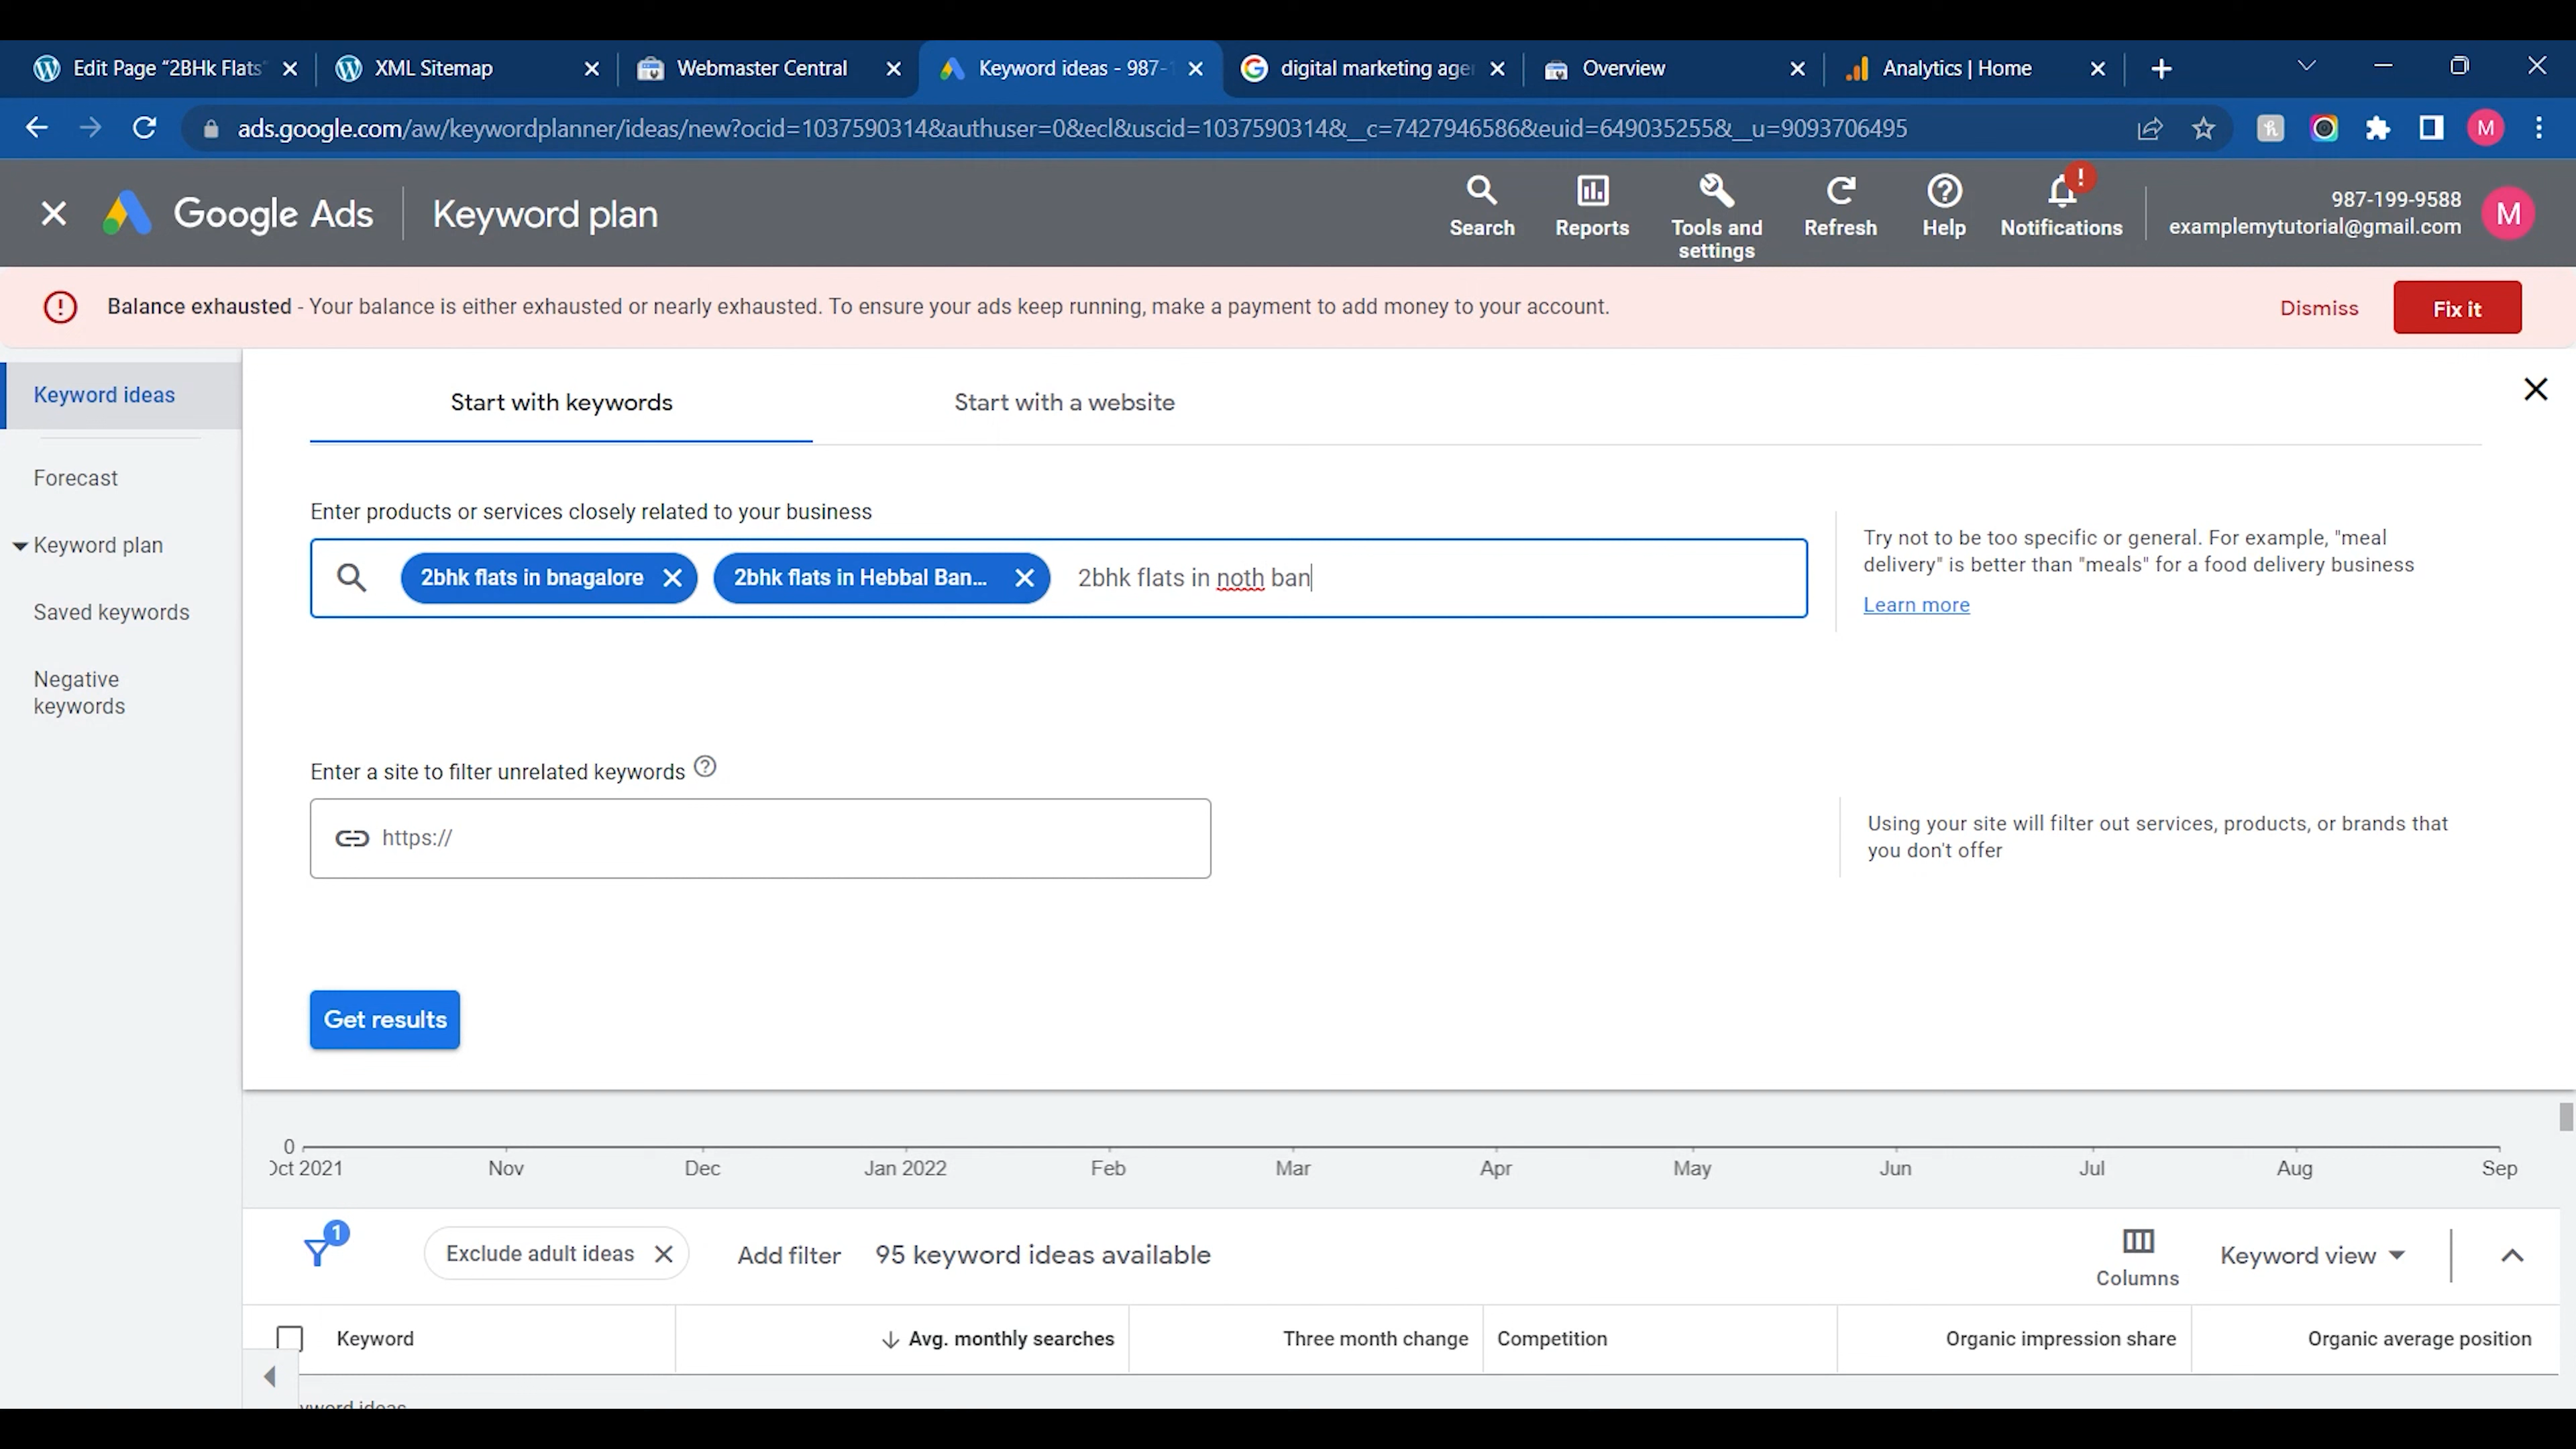 Edit Page “2BHk Flats”
XML Sitemap
Webmaster Central
Keyword ideas - 987-1
digital marketing agen
Overview
Analytics | Home
ads.google.com/aw/keywordplanner/ideas/new?ocid=1037590314&authuser=0&ecl&uscid=1037590314&__c=7427946586&euid=649035255&__u=9093706495
M
Google Ads
Keyword plan
Search
Reports
Tools and
settings
Refresh
Help
!
Notifications
987-199-9588
examplemytutorial@gmail.com
M
Balance exhausted - Your balance is either exhausted or nearly exhausted. To ensure your ads keep running, make a payment to add money to your account.
Dismiss
Fix it
Keyword ideas
Forecast
Keyword plan
Saved keywords
Negative
keywords
Start with keywords
Start with a website
Enter products or services closely related to your business
2bhk flats in bnagalore
2bhk flats in Hebbal Ban...
2bhk flats in noth ban
Try not to be too specific or general. For example, "meal
delivery" is better than "meals" for a food delivery business
Learn more
Enter a site to filter unrelated keywords
https://
Using your site will filter out services, products, or brands that
you don't offer
Get results
0
Oct 2021
Nov
Dec
Jan 2022
Feb
Mar
Apr
May
Jun
Jul
Aug
Sep
1
Exclude adult ideas
Add filter
95 keyword ideas available
Columns
Keyword view
Keyword
Avg. monthly searches
Three month change
Competition
Organic impression share
Organic average position